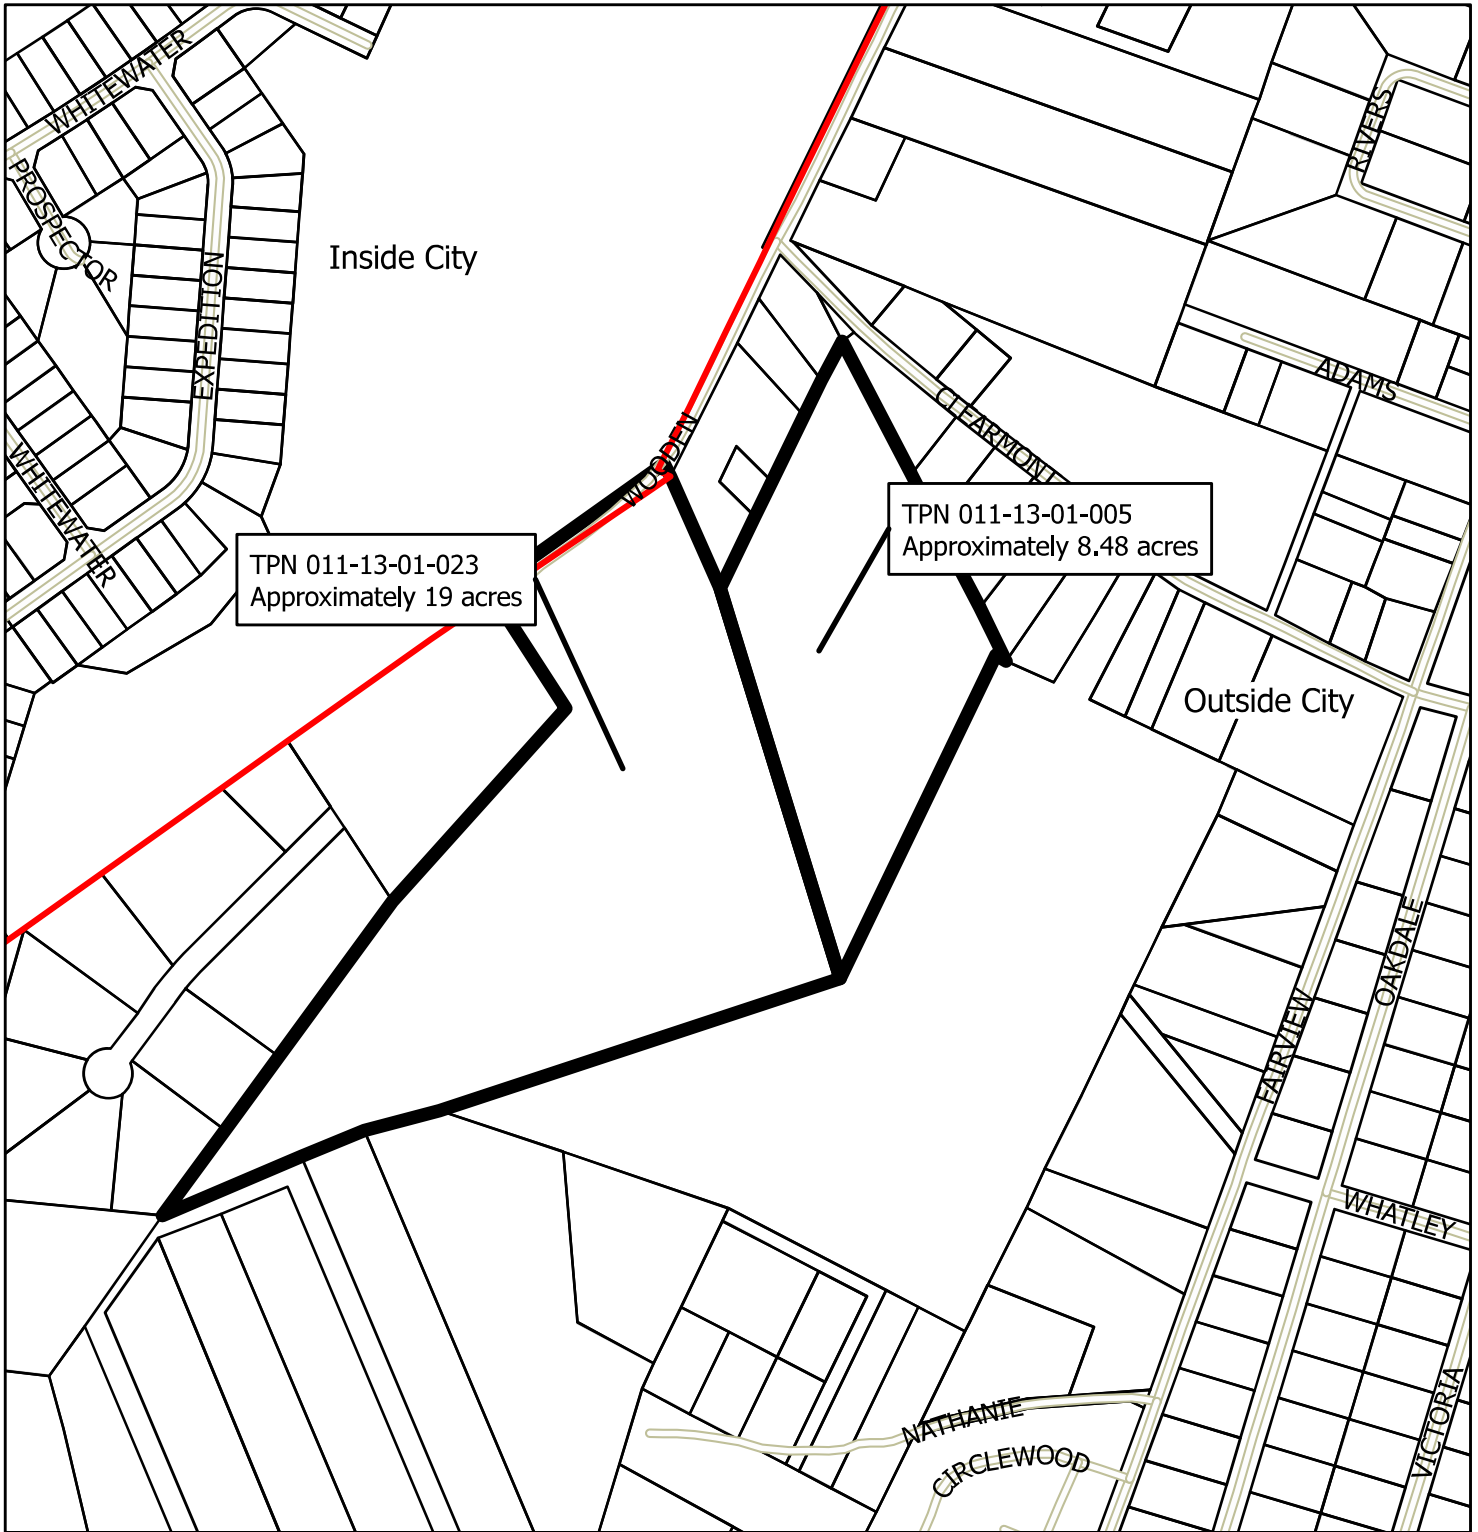 WHITEWATER
RIVERS
PROSPECTOR
Inside City
EXPEDITION
ADAMS
CLEARMONT
WOODEN
WHITEWATER
TPN 011-13-01-005
Approximately 8.48 acres
TPN 011-13-01-023
Approximately 19 acres
Outside City
OAKDALE
FAIRVIEW
WHATLEY
VICTORIA
NATHANIE
CIRCLEWOOD